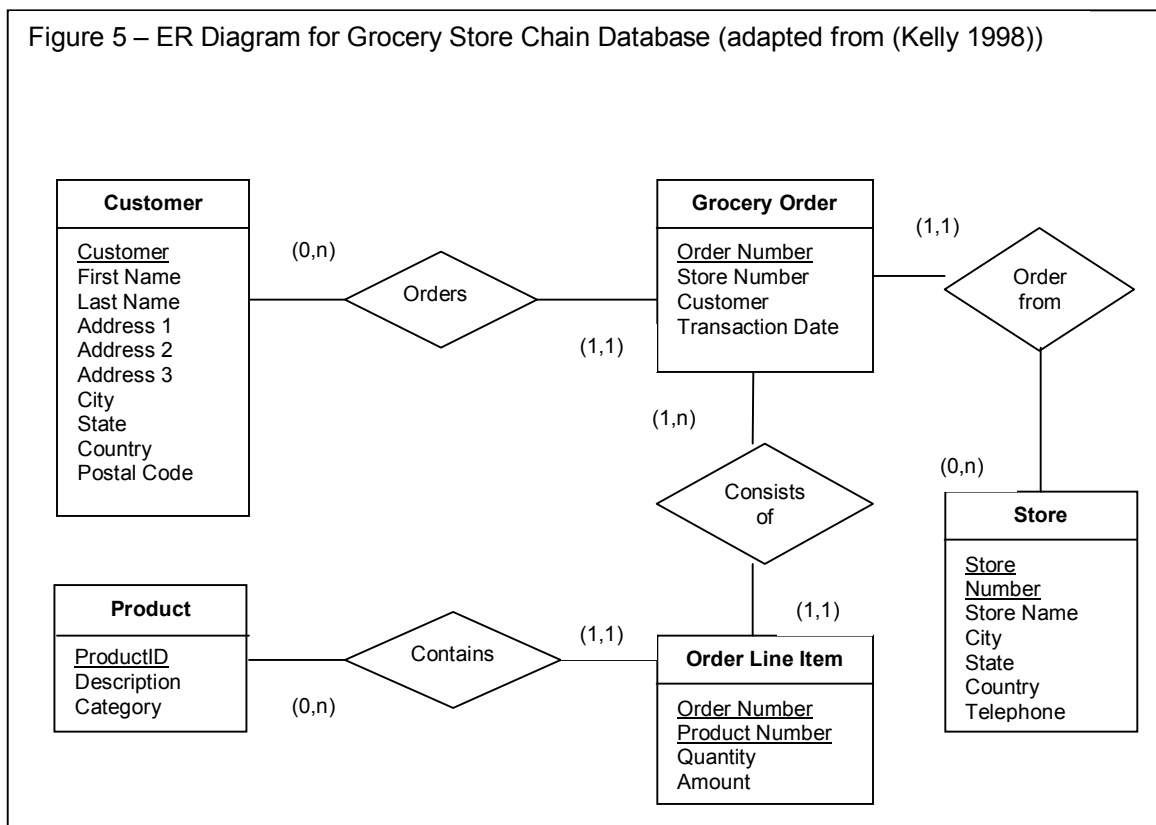 Figure 5 – ER Diagram for Grocery Store Chain Database (adapted from (Kelly 1998))
Customer
Customer
First Name
Last Name
Address 1
Address 2
Address 3
City
State
Country
Postal Code
(0,n)
Orders
(1,1)
Grocery Order
Order Number
Store Number
Customer
Transaction Date
(1,1)
Order
from
(0,n)
Store
Store
Number
Store Name
City
State
Country
Telephone
(1,n)
Consists
of
(1,1)
Product
ProductID
Description
Category
(0,n)
Contains
(1,1)
Order Line Item
Order Number
Product Number
Quantity
Amount